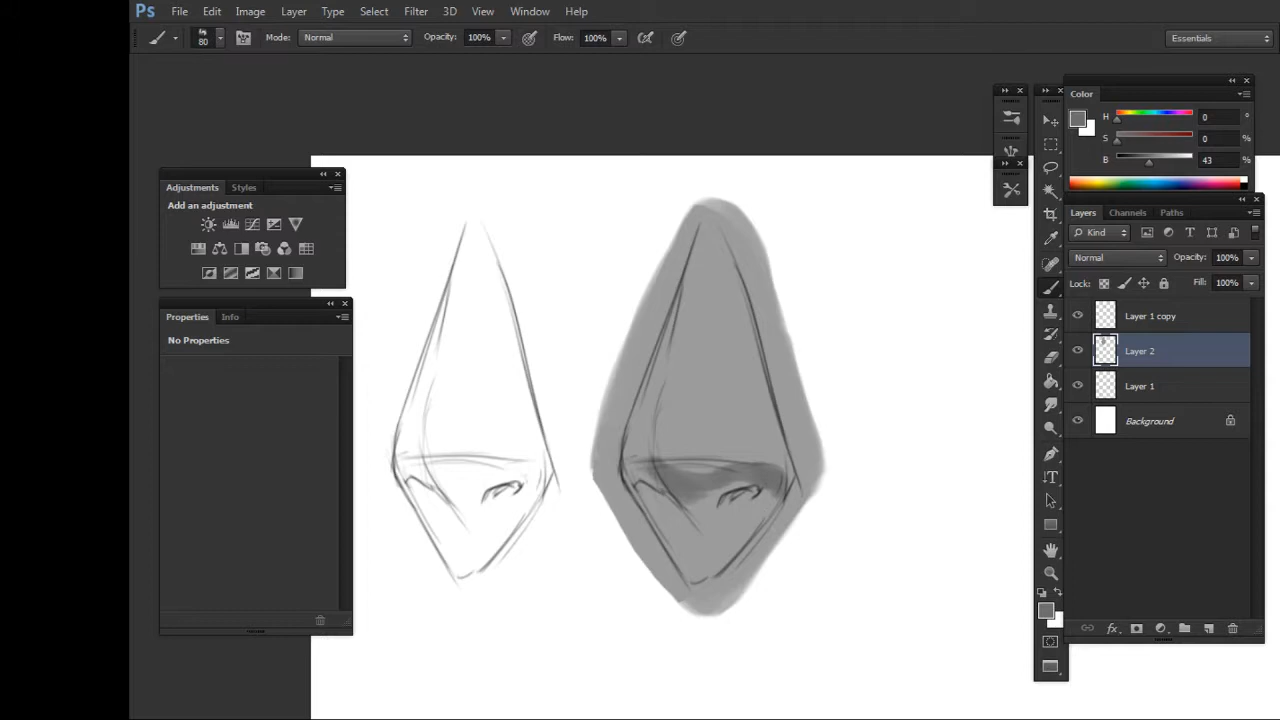 Ps File Edit Image Layer Type Select Filter 3D View Window Help
80 Mode: Normal Opacity: 100% Flow: 100% Essentials
Color
H 0 °
S 0 %
B 43 %
Adjustments Styles
Add an adjustment
Properties Info
No Properties
Layers Channels Paths
Kind
Normal Opacity: 100%
Lock: Fill: 100%
Layer 1 copy
Layer 2
Layer 1
Background